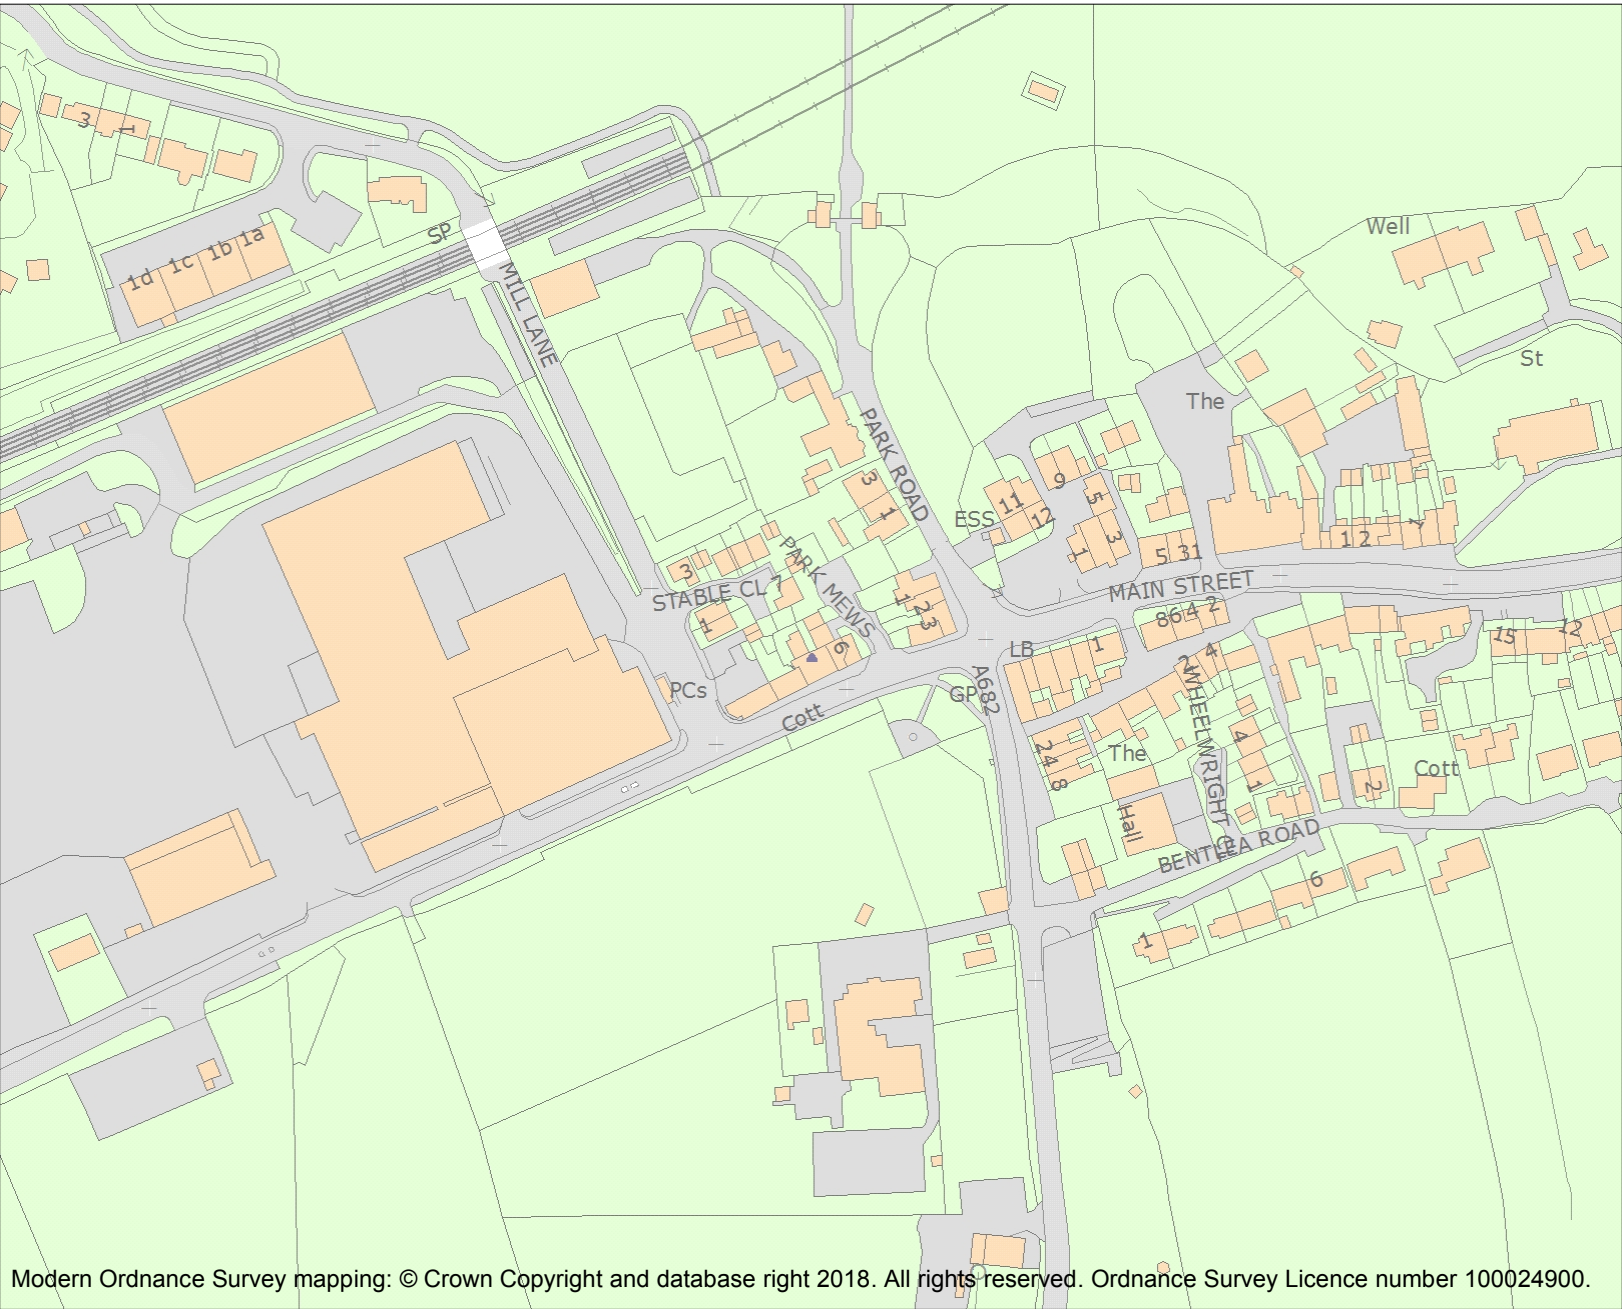 3 1
1d 1c 1b 1a
SP
MILL LANE
Well
St
The
PARK ROAD
3
1
ESS
11
12
9
5
3
1
5 3 1
1 2
7
MAIN STREET
8 6 4 2
PARK MEWS
3
STABLE CL
7
1
6
1
2 3
LB
1
A682
GP
PCs
Cott
2 4
WHEELWRIGHT CL
15
12
2 4 8
The
Hall
4
1
2
Cott
BENTLEA ROAD
6
1
Modern Ordnance Survey mapping: © Crown Copyright and database right 2018. All rights reserved. Ordnance Survey Licence number 100024900.